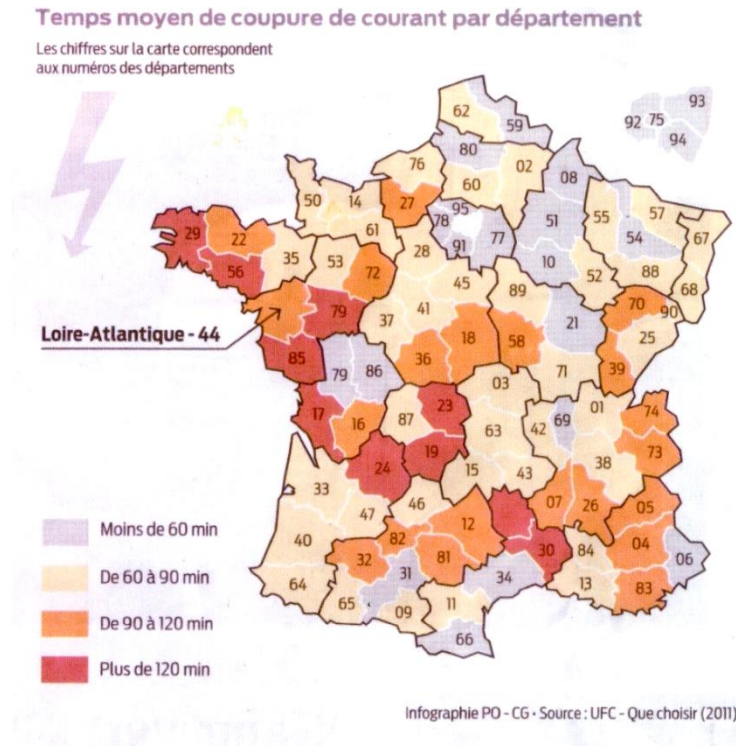 Temps moyen de coupure de courant par département
Les chiffres sur la carte correspondent
aux numéros des départements
93
92 75
94
62
59
80
76 02 08
60
50 14 27 55 57
95
78 51 54 67
61 77
29 22 91
35 53 28 10 88
56 72 52 68
45
89 70
79 41 90
Loire-Atlantique - 44
37 21 25
18 58
85 36
79 86 71 39
03
17 16 87 23 01 74
69
63 42
19 73
24 38
15 43
33
46 07 26 05
47 12
82 04
40 30 84
32 81 06
31 34 13 83
64 65 11
09
66
Moins de 60 min
De 60 à 90 min
De 90 à 120 min
Plus de 120 min
Infographie PO - CG • Source : UFC - Que choisir (2011)